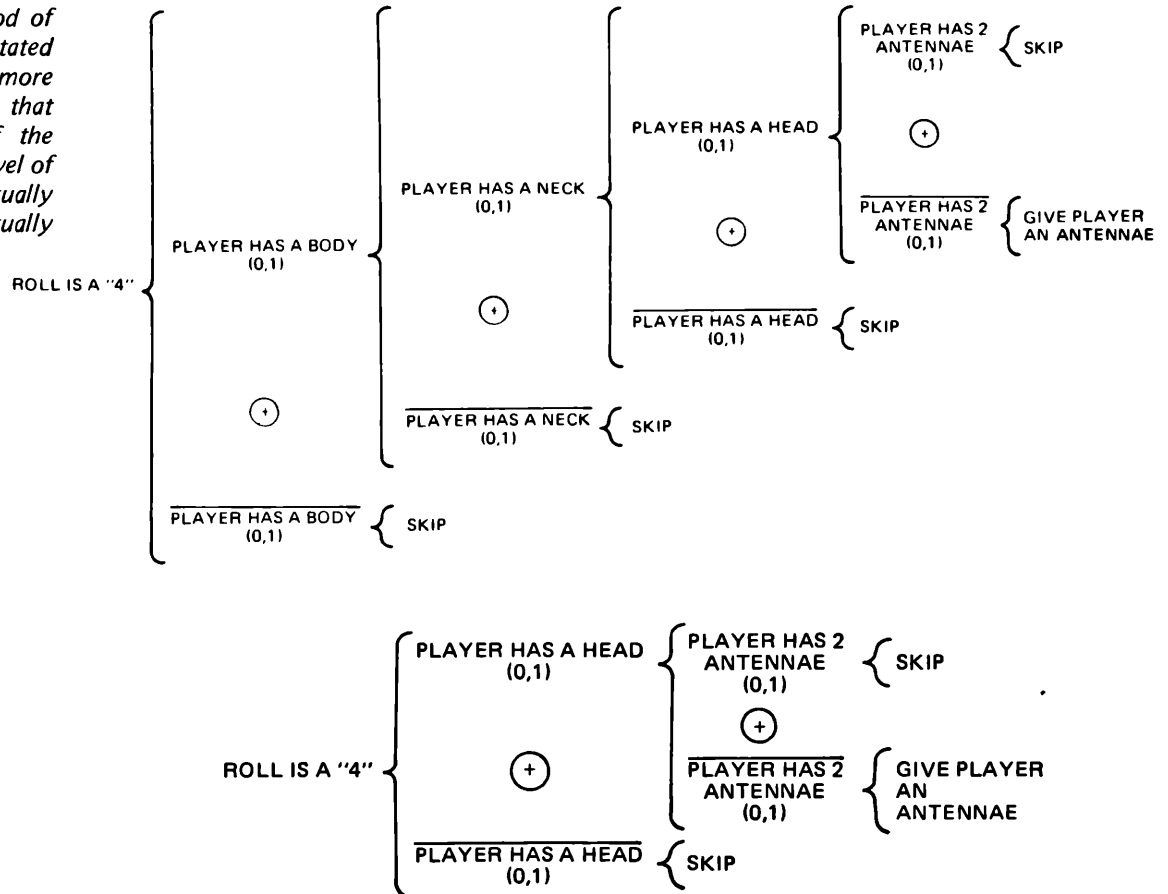 od of
tated
more
that
f the
vel of
tually
tually
ROLL IS A "4"
PLAYER HAS A BODY
(0,1)
+
PLAYER HAS A BODY
(0,1)
SKIP
PLAYER HAS A NECK
(0,1)
+
PLAYER HAS A NECK
(0,1)
SKIP
PLAYER HAS A HEAD
(0,1)
+
PLAYER HAS A HEAD
(0,1)
SKIP
PLAYER HAS 2
ANTENNAE
(0,1)
SKIP
+
PLAYER HAS 2
ANTENNAE
(0,1)
GIVE PLAYER
AN ANTENNAE
ROLL IS A "4"
PLAYER HAS A HEAD
(0,1)
+
PLAYER HAS A HEAD
(0,1)
SKIP
PLAYER HAS 2
ANTENNAE
(0,1)
SKIP
+
PLAYER HAS 2
ANTENNAE
(0,1)
GIVE PLAYER
AN
ANTENNAE